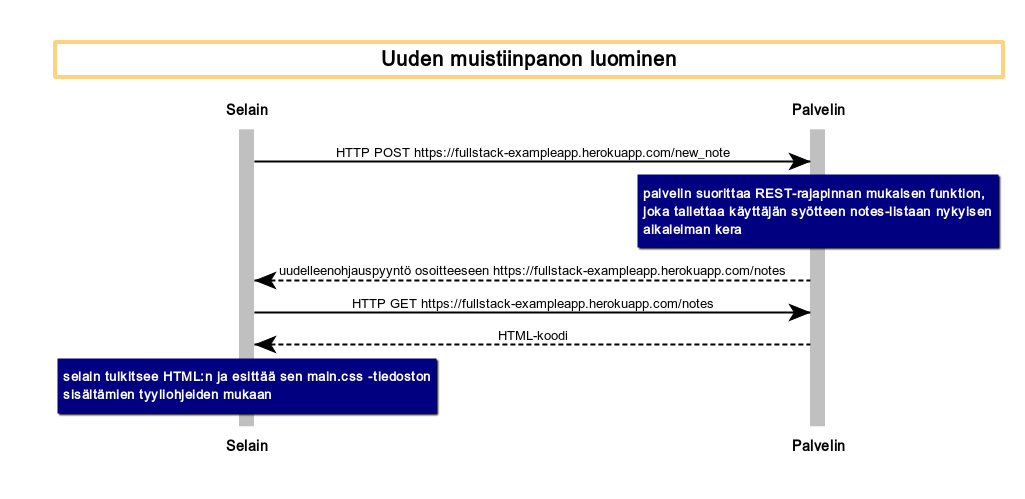 Uuden muistiinpanon luominen
Selain
Palvelin
HTTP POST https://fullstack-exampleapp.herokuapp.com/new_note
palvelin suorittaa REST-rajapinnan mukaisen funktion,
joka tallettaa käyttäjän syötteen notes-listaan nykyisen
aikaleiman kera
uudelleenohjauspyyntö osoitteeseen https://fullstack-exampleapp.herokuapp.com/notes
HTTP GET https://fullstack-exampleapp.herokuapp.com/notes
HTML-koodi
selain tulkitsee HTML:n ja esittää sen main.css -tiedoston
sisältämien tyyliohjeiden mukaan
Selain
Palvelin